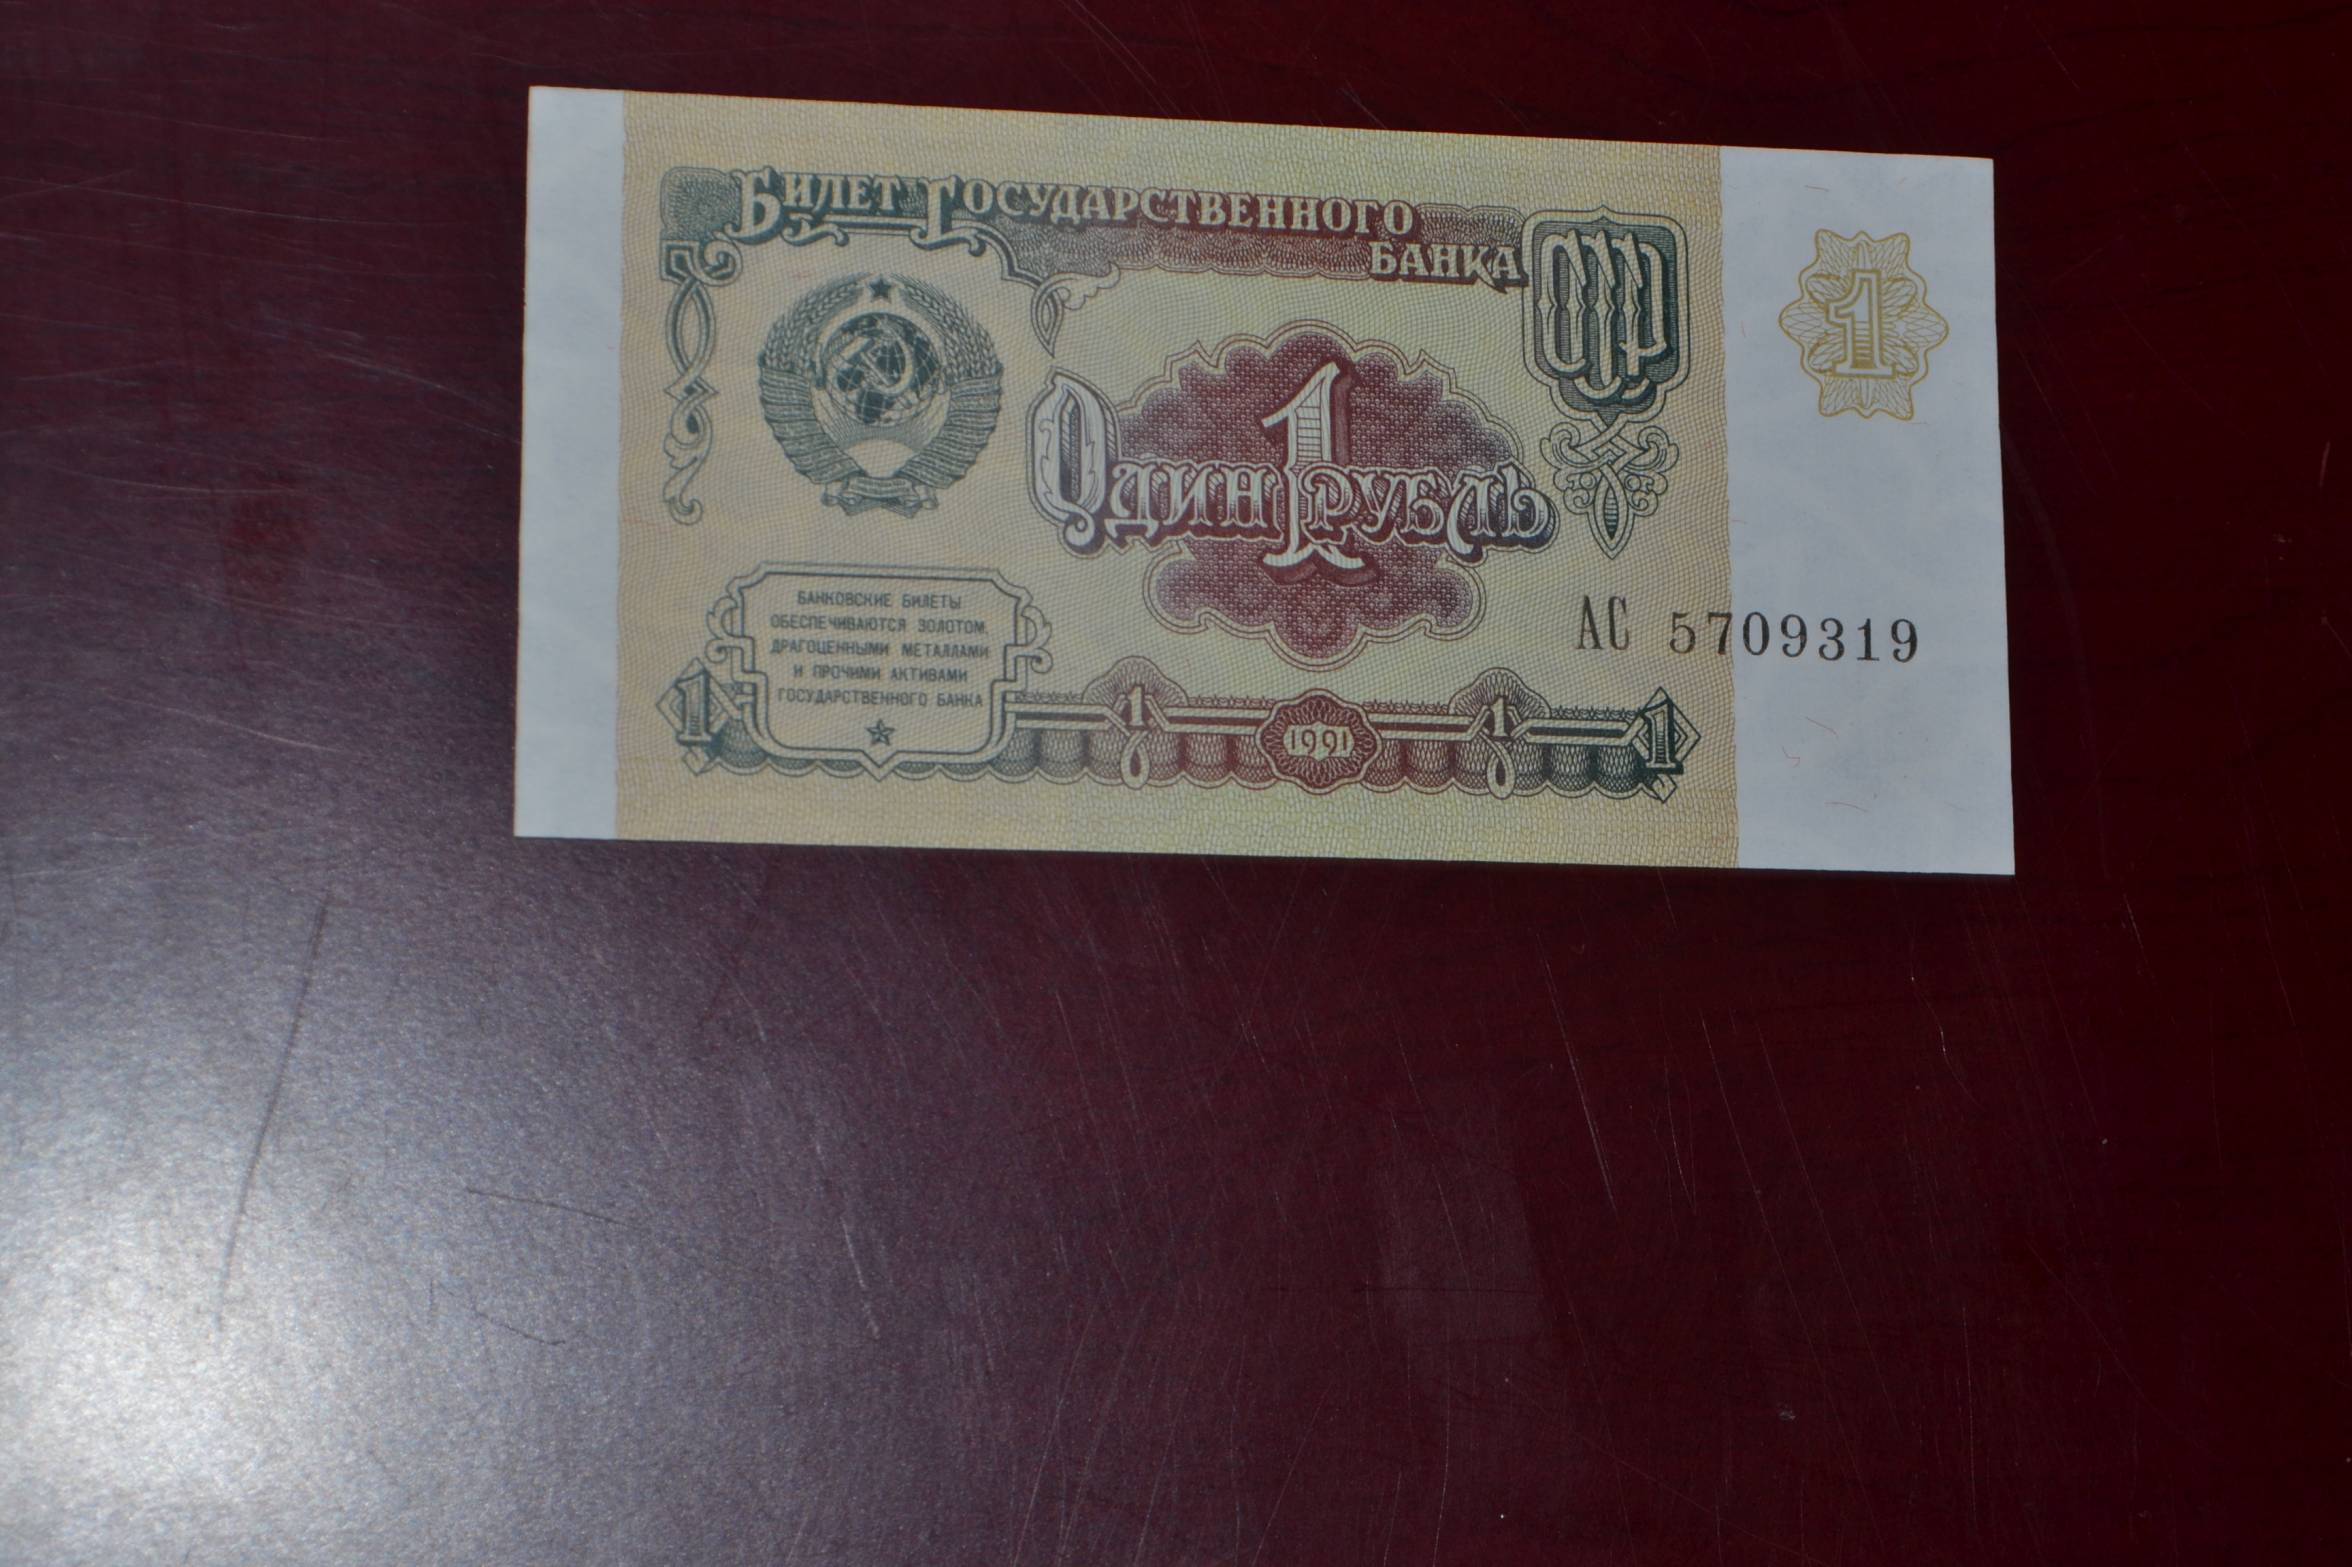 БИЛЕТ ГОСУДАРСТВЕННОГО
БАНКА
СССР
1
1
ОДИН РУБЛЬ
БАНКОВСКИЕ БИЛЕТЫ
ОБЕСПЕЧИВАЮТСЯ ЗОЛОТОМ,
ДРАГОЦЕННЫМИ МЕТАЛЛАМИ
И ПРОЧИМИ АКТИВАМИ
ГОСУДАРСТВЕННОГО БАНКА
АС 5709319
1 1 1991 1 1